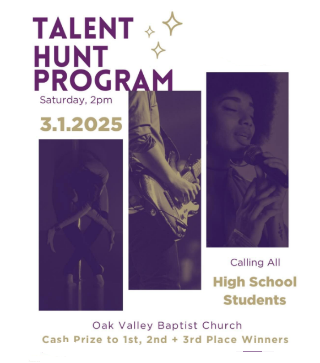 TALENT
HUNT
PROGRAM
Saturday, 2pm
3.1.2025
Calling All
High School
Students
Oak Valley Baptist Church
Cash Prize to 1st, 2nd + 3rd Place Winners